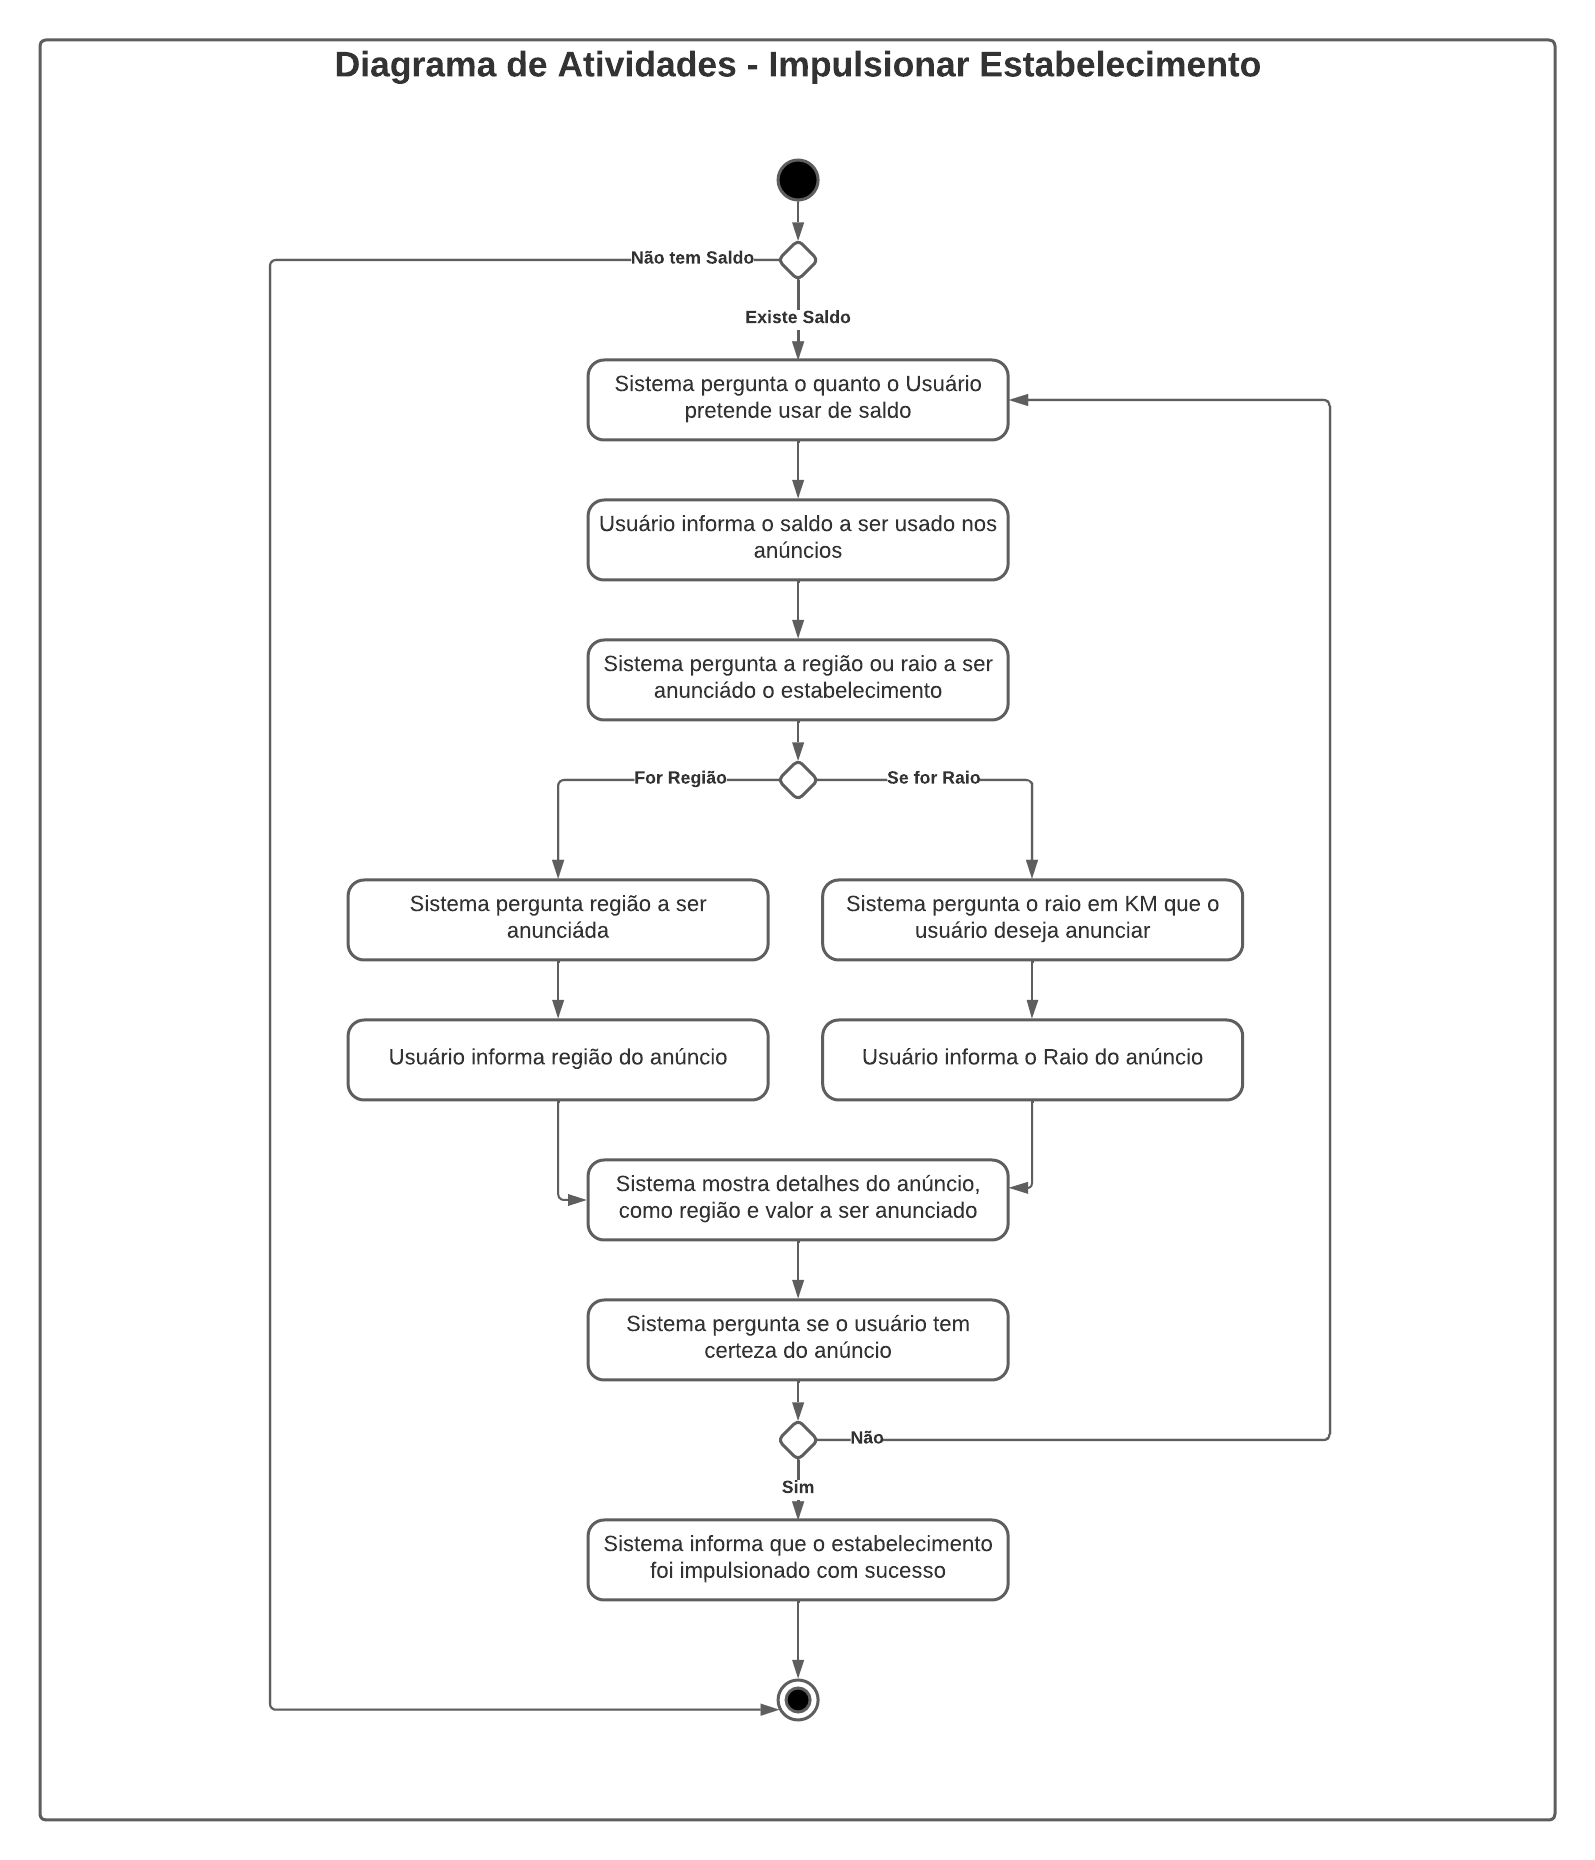 Diagrama de Atividades - Impulsionar Estabelecimento
Não tem Saldo
Existe Saldo
Sistema pergunta o quanto o Usuário
pretende usar de saldo
Usuário informa o saldo a ser usado nos
anúncios
Sistema pergunta a região ou raio a ser
anunciádo o estabelecimento
For Região
Se for Raio
Sistema pergunta região a ser
anunciáda
Sistema pergunta o raio em KM que o
usuário deseja anunciar
Usuário informa região do anúncio
Usuário informa o Raio do anúncio
Sistema mostra detalhes do anúncio,
como região e valor a ser anunciado
Sistema pergunta se o usuário tem
certeza do anúncio
Não
Sim
Sistema informa que o estabelecimento
foi impulsionado com sucesso